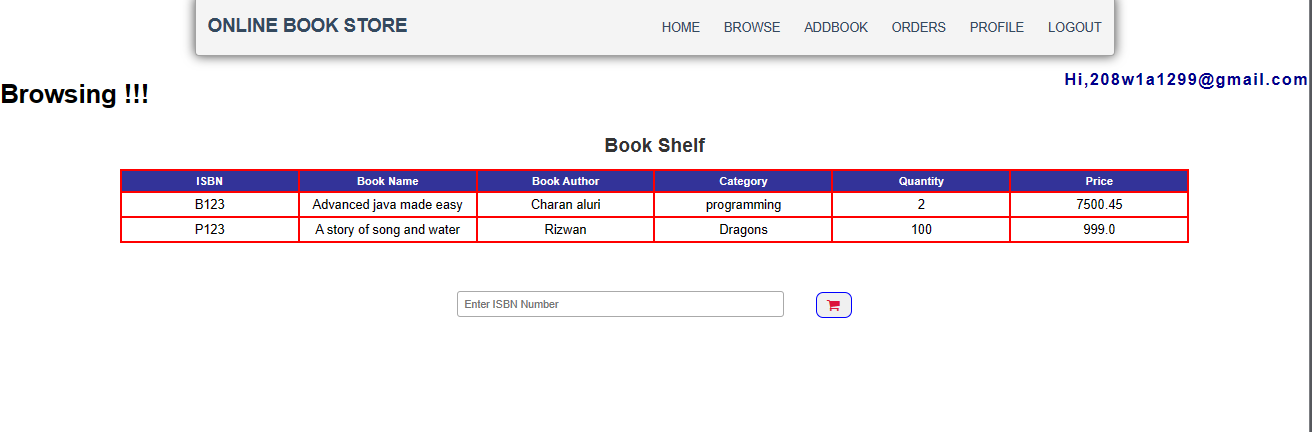 ONLINE BOOK STORE HOME BROWSE ADDBOOK ORDERS PROFILE LOGOUT
Hi,208w1a1299@gmail.com
Browsing !!!
Book Shelf
ISBN Book Name Book Author Category Quantity Price
B123 Advanced java made easy Charan aluri programming 2 7500.45
P123 A story of song and water Rizwan Dragons 100 999.0
Enter ISBN Number